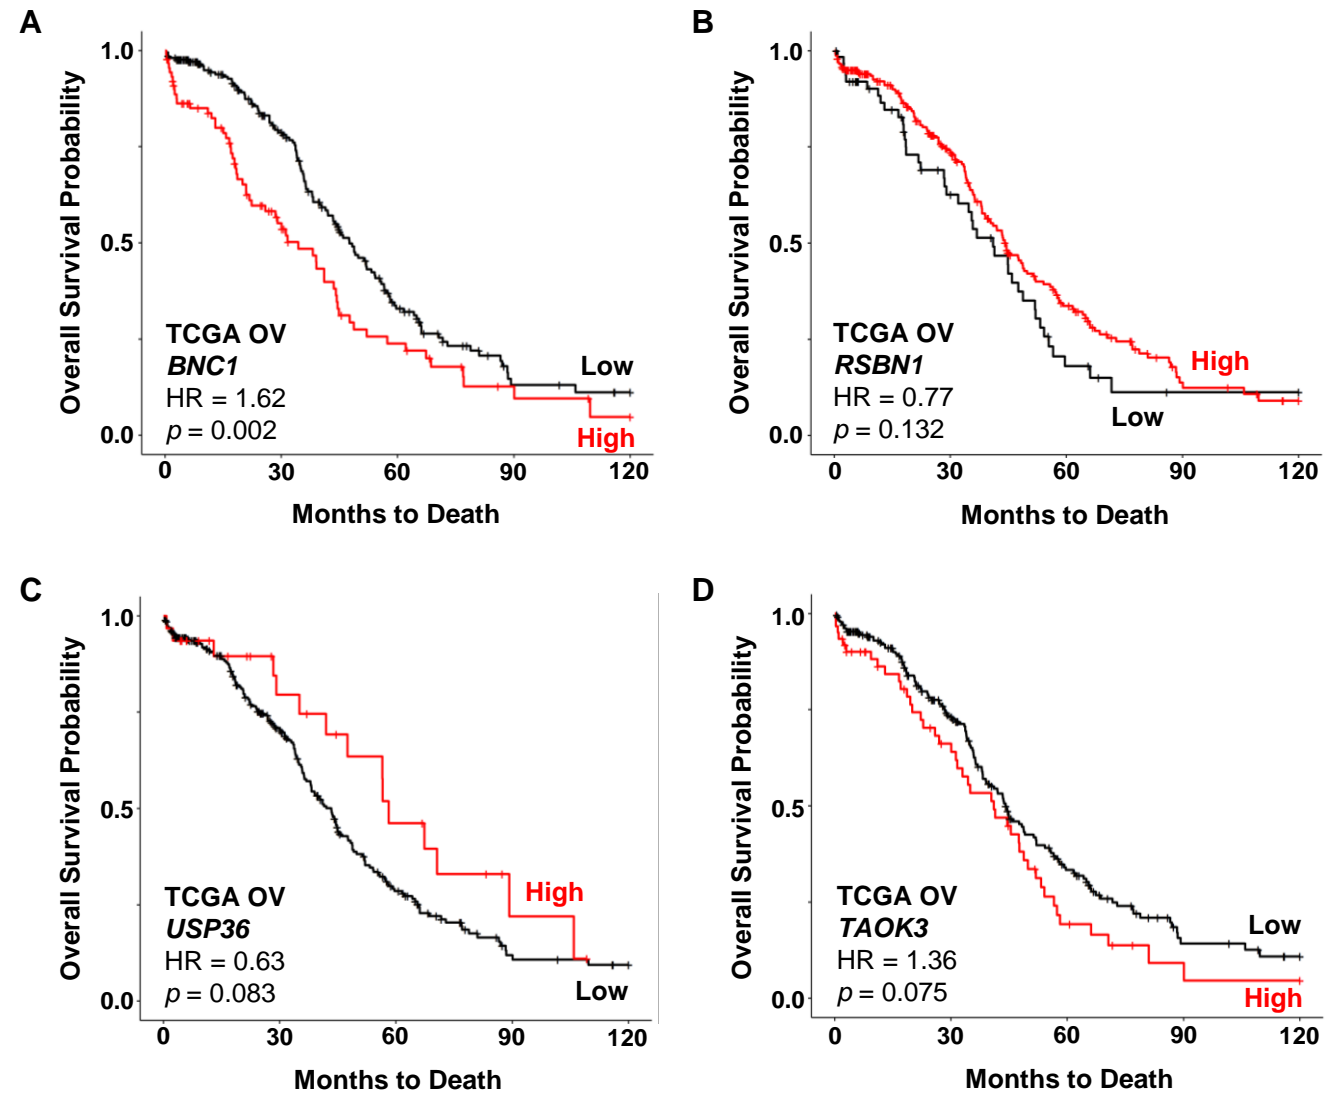 A
Overall Survival Probability
1.0
0.5
0.0
TCGA OV
BNC1
HR = 1.62
p = 0.002
Low
High
0 30 60 90 120
Months to Death
B
Overall Survival Probability
1.0
0.5
0.0
TCGA OV
RSBN1
HR = 0.77
p = 0.132
High
Low
0 30 60 90 120
Months to Death
C
Overall Survival Probability
1.0
0.5
0.0
TCGA OV
USP36
HR = 0.63
p = 0.083
High
Low
0 30 60 90 120
Months to Death
D
Overall Survival Probability
1.0
0.5
0.0
TCGA OV
TAOK3
HR = 1.36
p = 0.075
Low
High
0 30 60 90 120
Months to Death